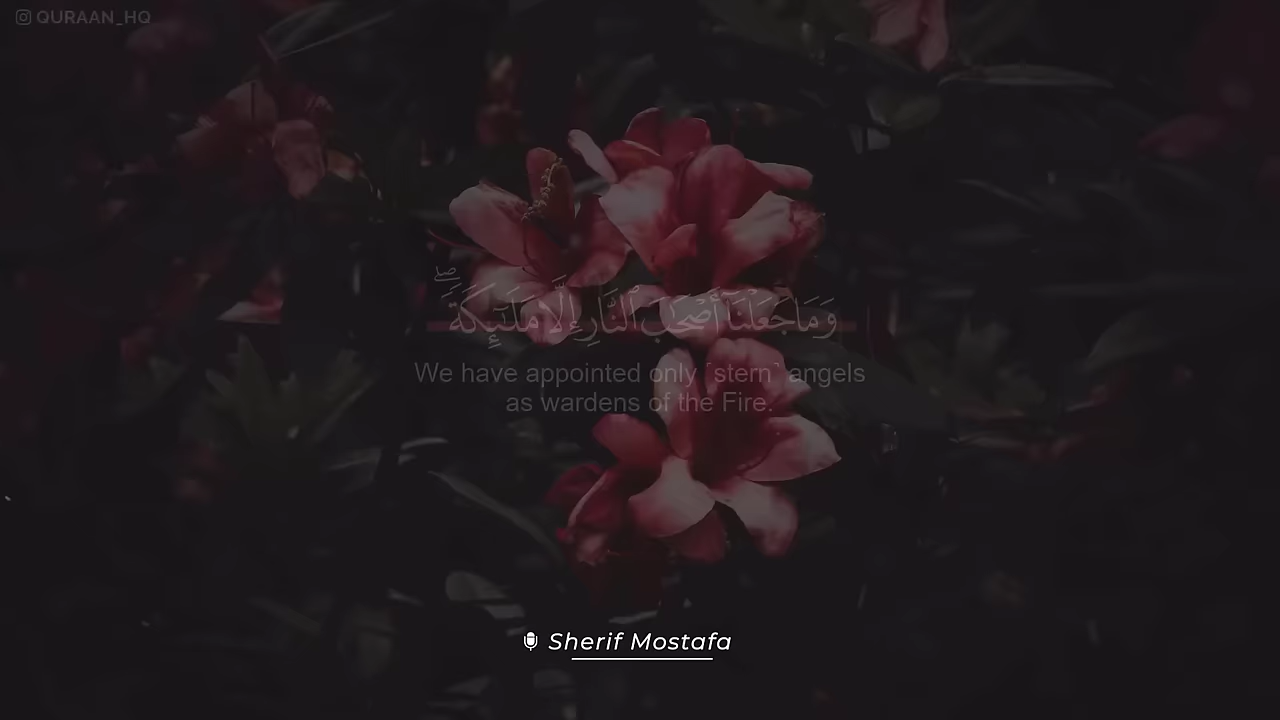 QURAAN_HQ
وَمَا جَعَلْنَآ أَصْحَٰبَ ٱلنَّارِ إِلَّا مَلَٰٓئِكَةً ۖ
We have appointed only ˹stern˺ angels
as wardens of the Fire.
Sherif Mostafa